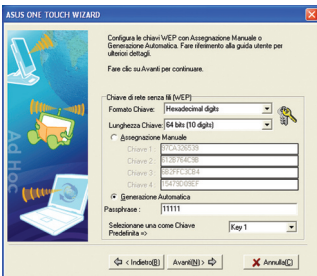 ASUS ONE TOUCH WIZARD
Configura le chiavi WEP con Assegnazione Manuale o
Generazione Automatica. Fare riferimento alla guida utente per
ulteriori dettagli.
Fare clic su Avanti per continuare.
Chiave di rete senza fili (WEP)
Formato Chiave: Hexadecimal digits
Lunghezza Chiave: 64 bits (10 digits)
Assegnazione Manuale
Chiave 1: 97CA326539
Chiave 2: 612B764C9B
Chiave 3: 6B2FFC3CB4
Chiave 4: 15479D09EF
Generazione Automatica
Passphrase: 11111
Selezionare una come Chiave
Predefinita => Key 1
< Indietro(B)
Avanti(N) >
Annulla(C)
Ad Hoc